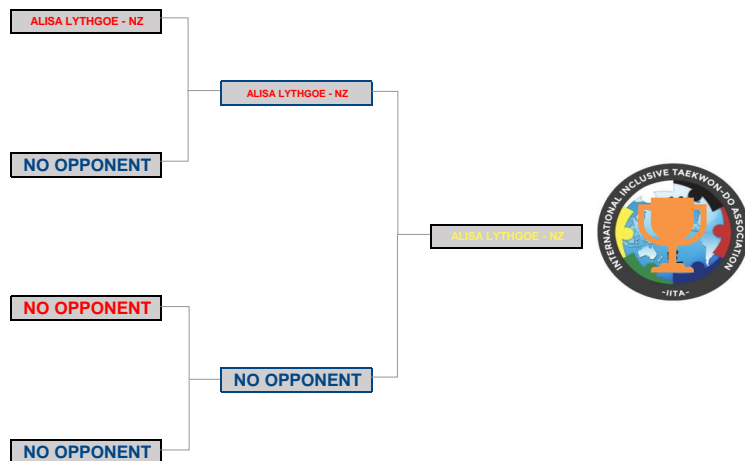 ALISA LYTHGOE - NZ
ALISA LYTHGOE - NZ
NO OPPONENT
ALISA LYTHGOE - NZ
INTERNATIONAL INCLUSIVE TAEKWON-DO ASSOCIATION
-IITA-
NO OPPONENT
NO OPPONENT
NO OPPONENT